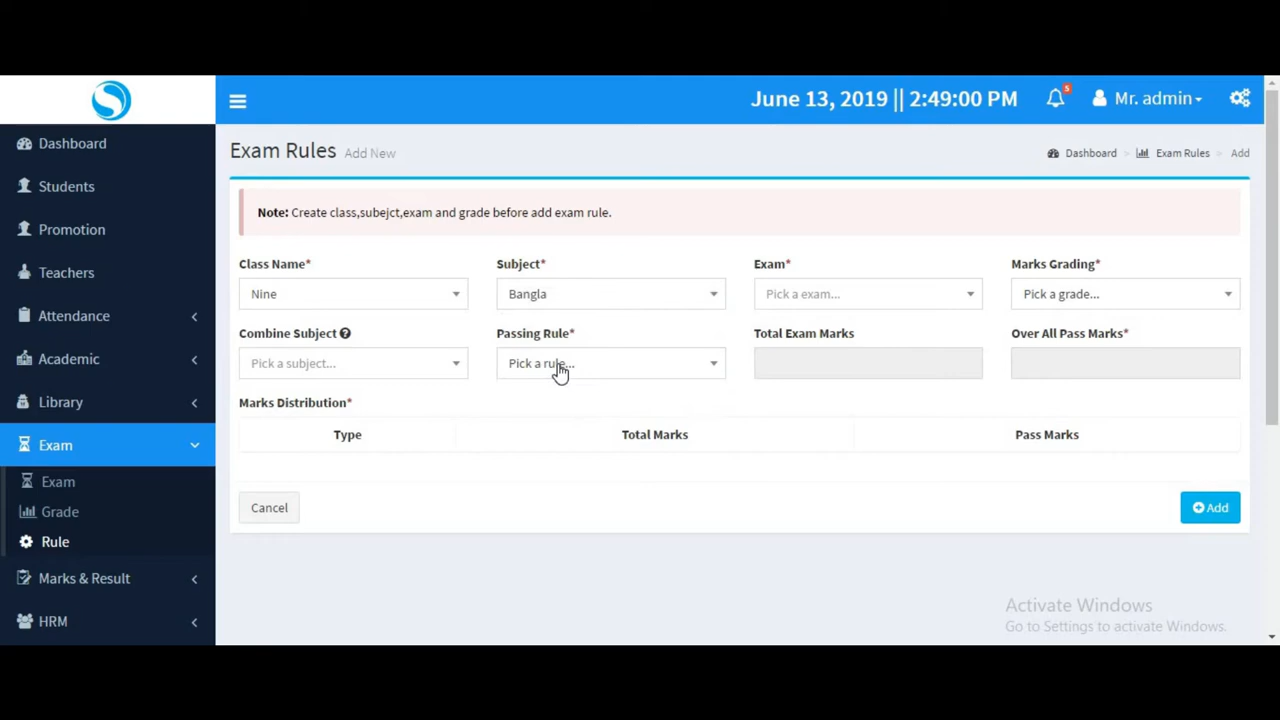 June 13, 2019 || 2:49:00 PM
5
Mr. admin
Dashboard
Students
Promotion
Teachers
Attendance
Academic
Library
Exam
Exam
Grade
Rule
Marks & Result
HRM
Exam Rules Add New
Dashboard > Exam Rules > Add
Note: Create class,subejct,exam and grade before add exam rule.
Class Name* Subject* Exam* Marks Grading*
Nine Bangla Pick a exam... Pick a grade...
Combine Subject Passing Rule* Total Exam Marks Over All Pass Marks*
Pick a subject... Pick a rule...
Marks Distribution*
Type Total Marks Pass Marks
Cancel Add
Activate Windows
Go to Settings to activate Windows.